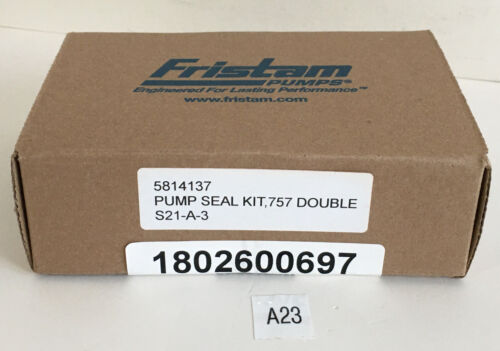 Fristam
PUMPS®
Engineered For Lasting Performance™
www.fristam.com
5814137
PUMP SEAL KIT,757 DOUBLE
S21-A-3
1802600697
A23